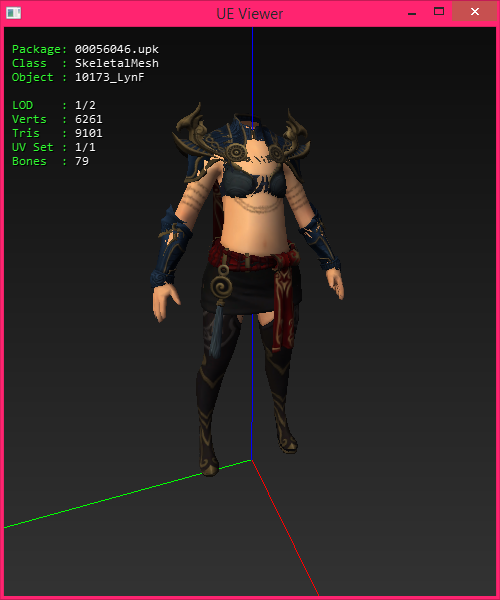 UE Viewer
Package: 00056046.upk
Class : SkeletalMesh
Object : 10173_LynF
LOD : 1/2
Verts : 6261
Tris : 9101
UV Set : 1/1
Bones : 79